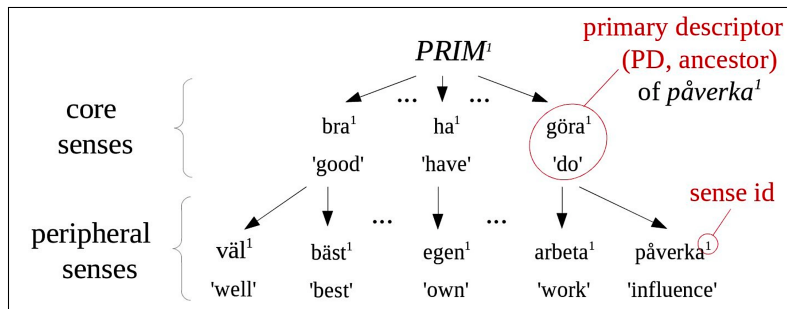 primary descriptor
(PD, ancestor)
of påverka¹
PRIM¹
... ...
core
senses
bra¹ ha¹ göra¹
'good' 'have' 'do'
sense id
peripheral
senses
... ...
väl¹ bäst¹ egen¹ arbeta¹ påverka¹
'well' 'best' 'own' 'work' 'influence'